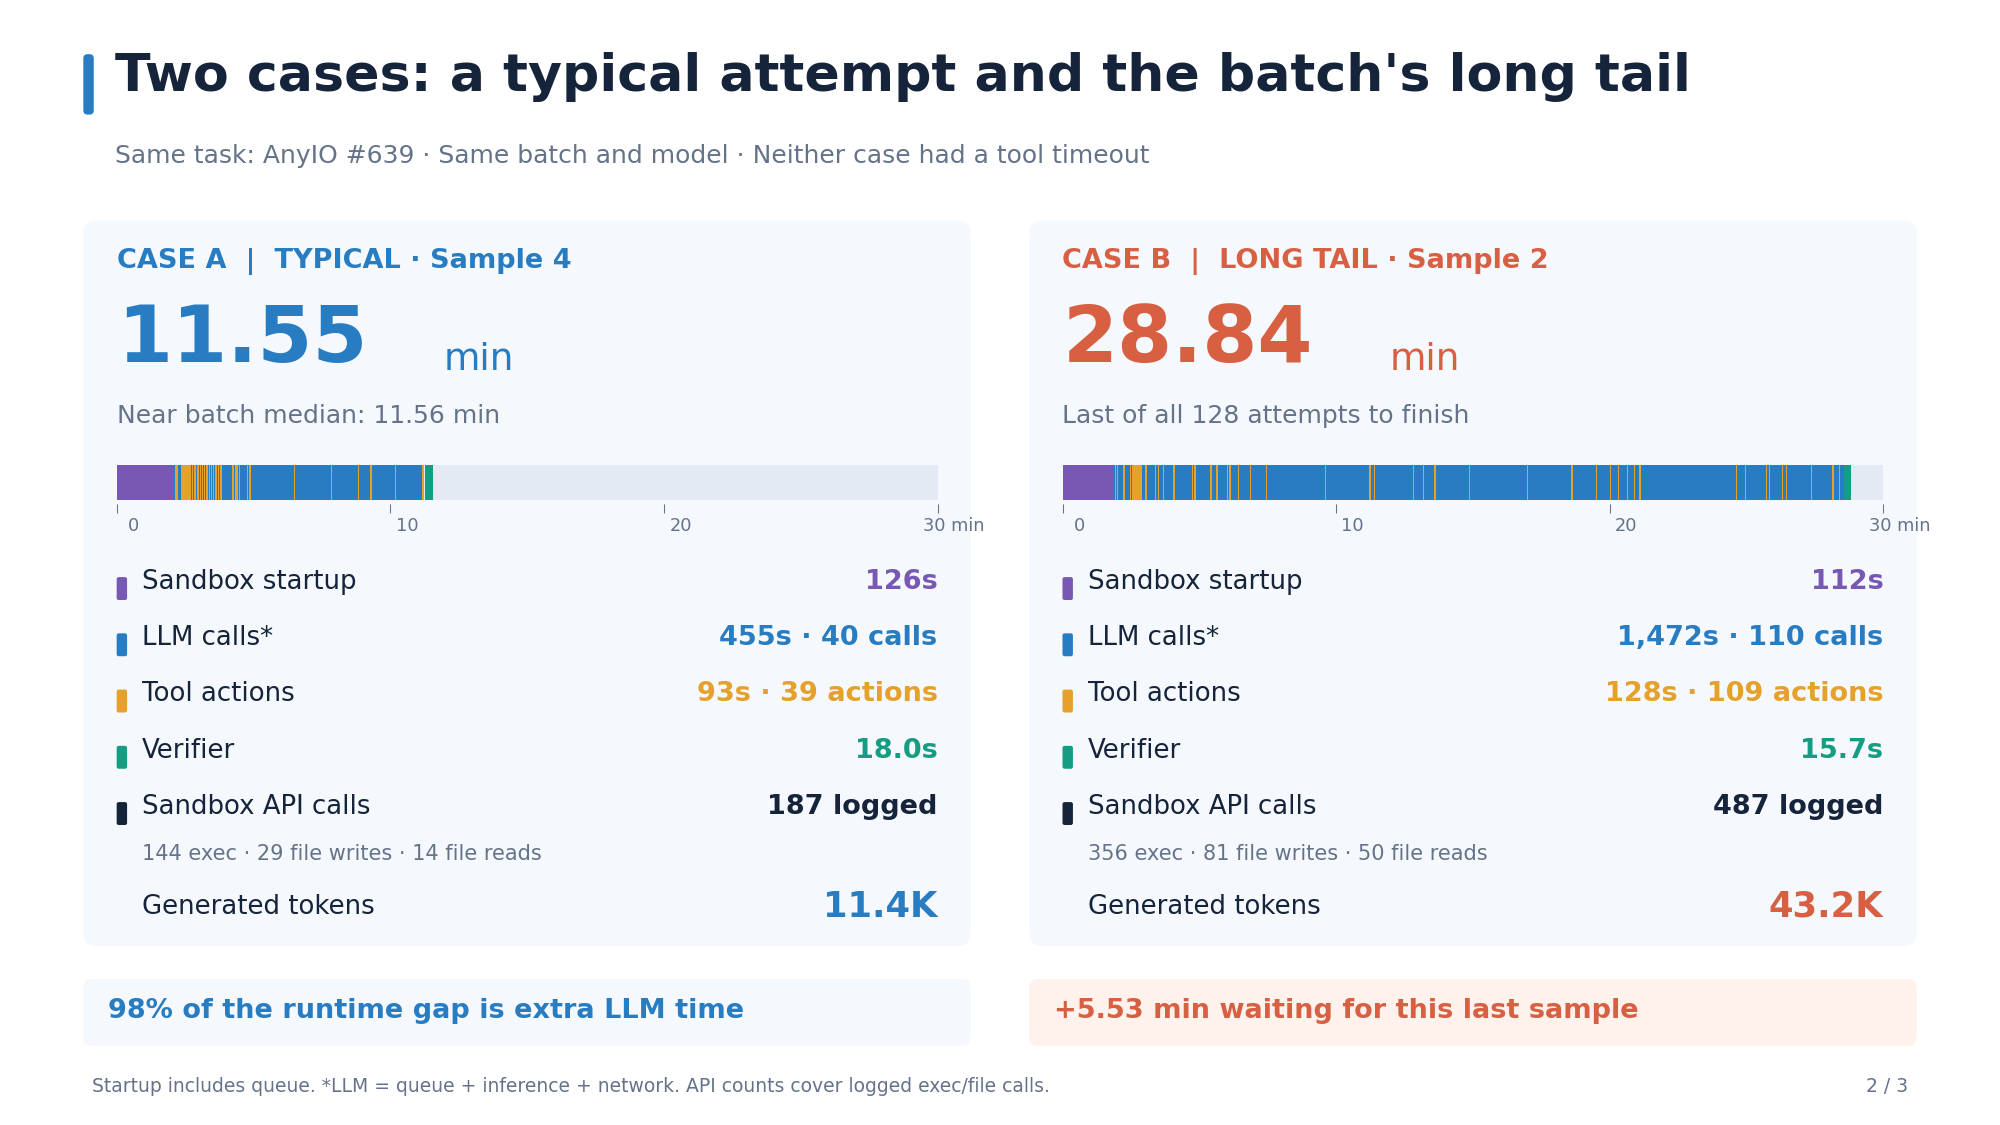 Two cases: a typical attempt and the batch's long tail
Same task: AnyIO #639 · Same batch and model · Neither case had a tool timeout
CASE A | TYPICAL · Sample 4
11.55 min
Near batch median: 11.56 min
0 10 20 30 min
Sandbox startup 126s
LLM calls* 455s · 40 calls
Tool actions 93s · 39 actions
Verifier 18.0s
Sandbox API calls 187 logged
144 exec · 29 file writes · 14 file reads
Generated tokens 11.4K
98% of the runtime gap is extra LLM time
CASE B | LONG TAIL · Sample 2
28.84 min
Last of all 128 attempts to finish
0 10 20 30 min
Sandbox startup 112s
LLM calls* 1,472s · 110 calls
Tool actions 128s · 109 actions
Verifier 15.7s
Sandbox API calls 487 logged
356 exec · 81 file writes · 50 file reads
Generated tokens 43.2K
+5.53 min waiting for this last sample
Startup includes queue. *LLM = queue + inference + network. API counts cover logged exec/file calls.
2 / 3